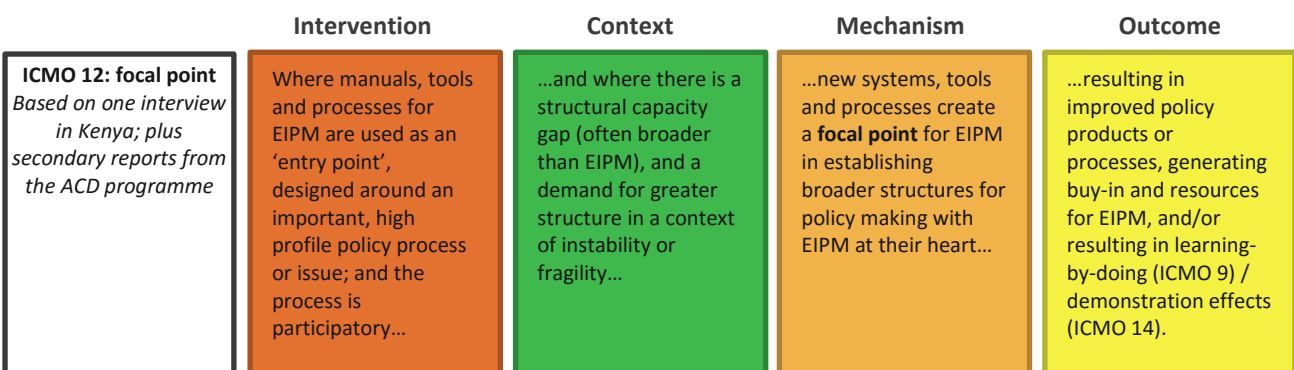 Intervention
Context
Mechanism
Outcome
ICMO 12: focal point
Based on one interview
in Kenya; plus
secondary reports from
the ACD programme
Where manuals, tools
and processes for
EIPM are used as an
‘entry point’,
designed around an
important, high
profile policy process
or issue; and the
process is
participatory…
…and where there is a
structural capacity
gap (often broader
than EIPM), and a
demand for greater
structure in a context
of instability or
fragility…
…new systems, tools
and processes create
a focal point for EIPM
in establishing
broader structures for
policy making with
EIPM at their heart…
…resulting in
improved policy
products or
processes, generating
buy-in and resources
for EIPM, and/or
resulting in learning-
by-doing (ICMO 9) /
demonstration effects
(ICMO 14).